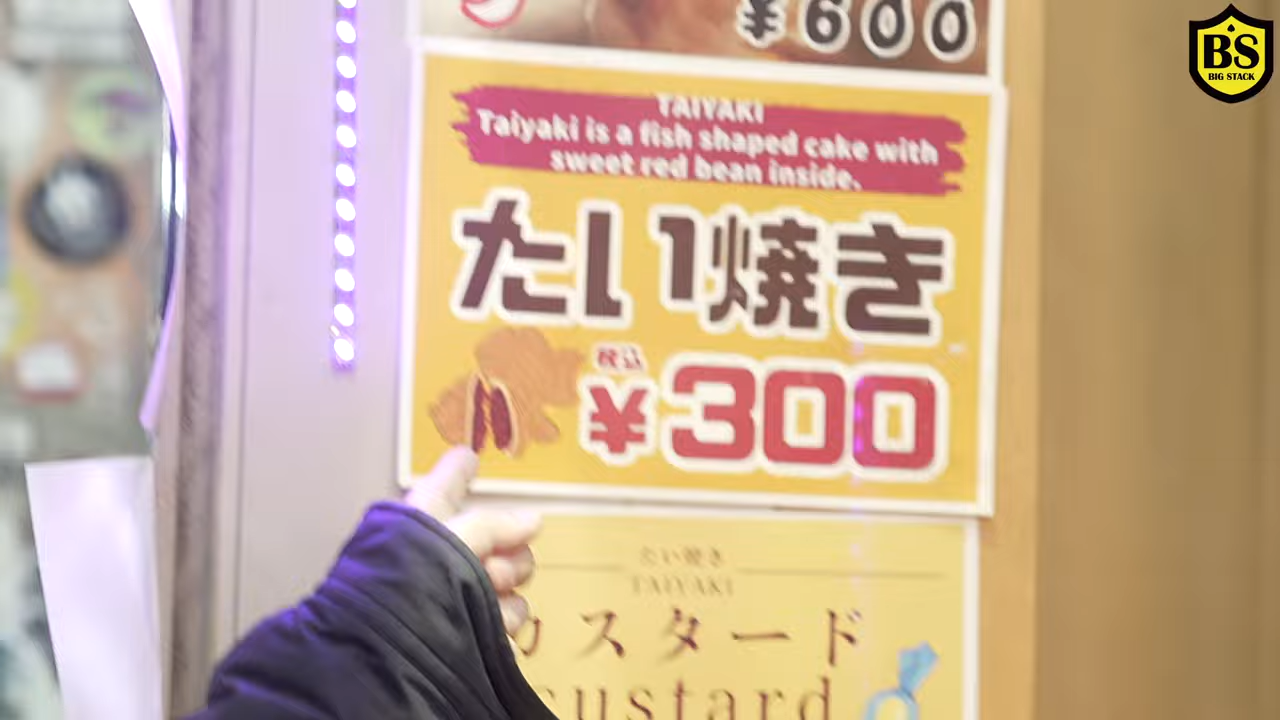 BS
BIG STACK
¥600
TAIYAKI
Taiyaki is a fish shaped cake with
sweet red bean inside.
たい焼き
税込
¥300
たい焼き
TAIYAKI
カスタード
custard